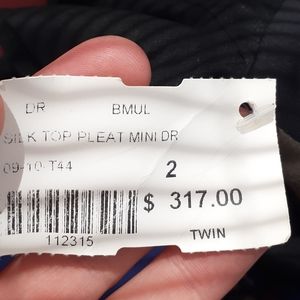 DR BMUL
SILK TOP PLEAT MINI DR
09-10-T44 2
$ 317.00
112315 TWIN